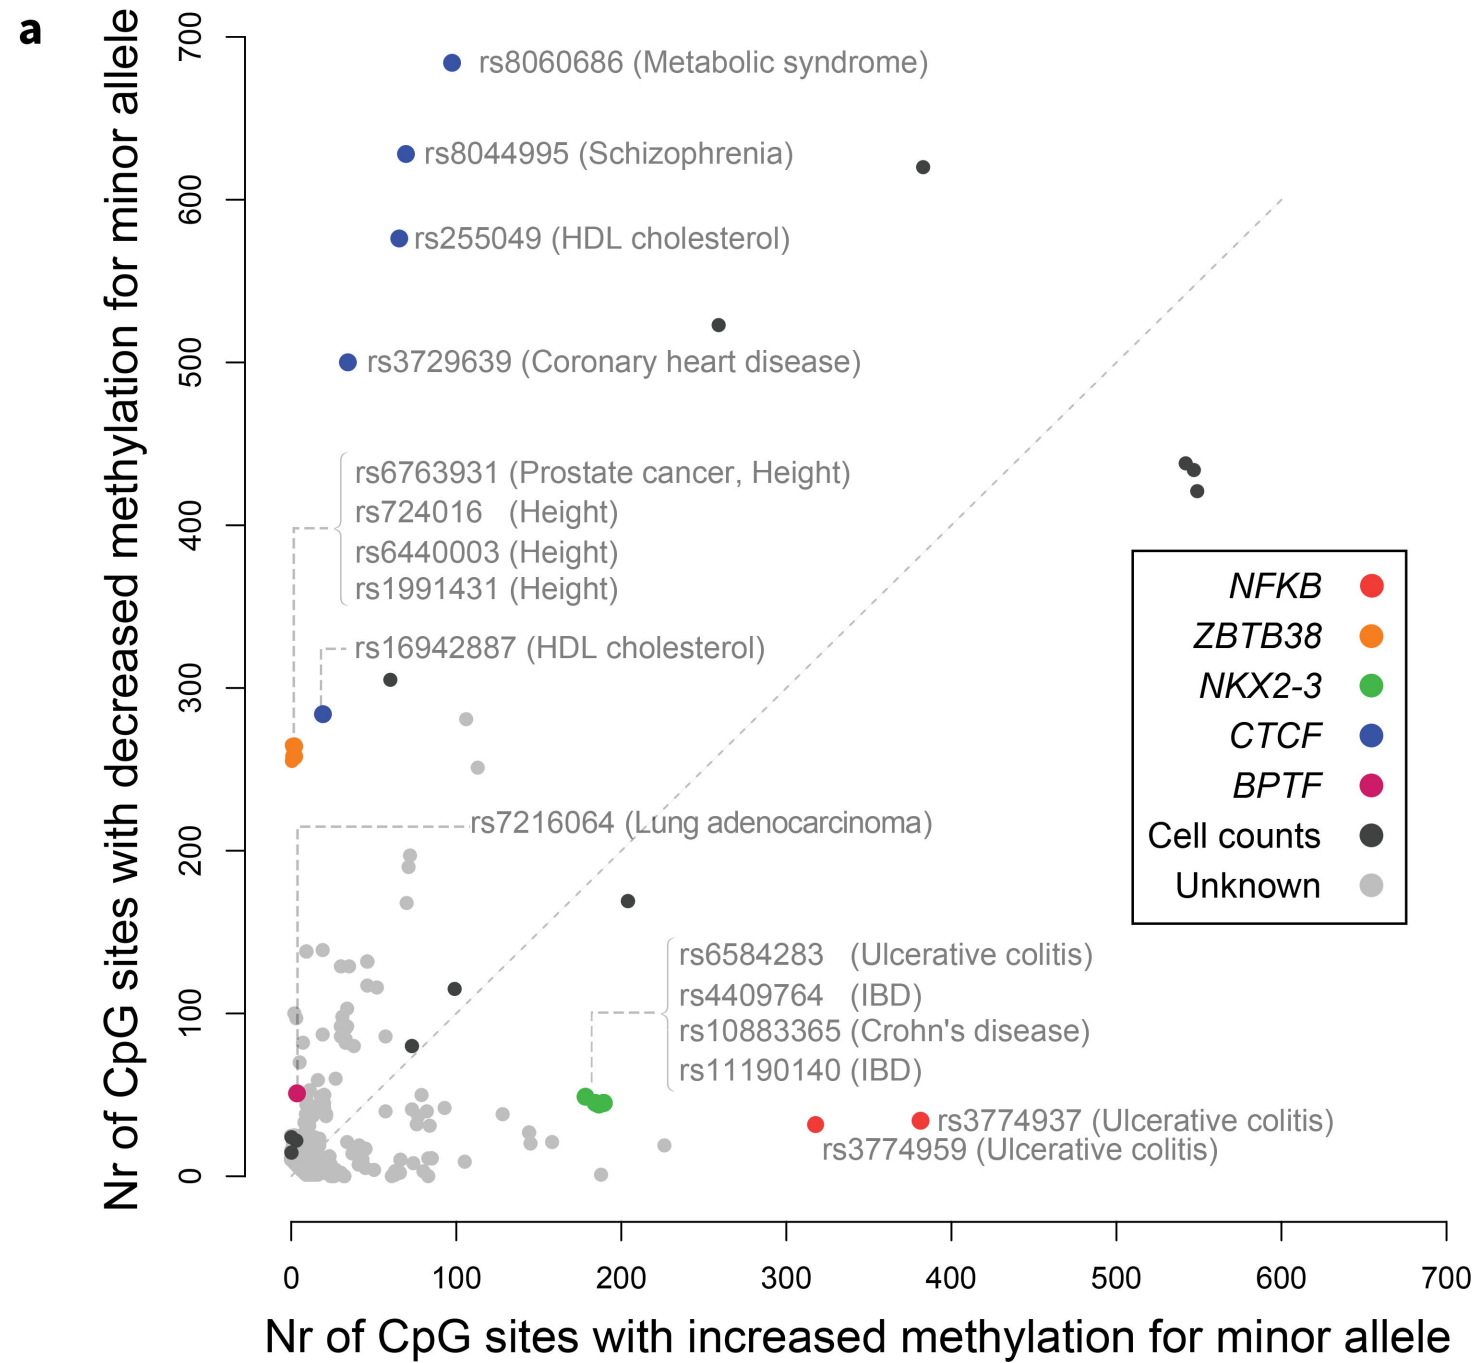 a
Nr of CpG sites with decreased methylation for minor allele
700
600
500
400
300
200
100
0
rs8060686 (Metabolic syndrome)
rs8044995 (Schizophrenia)
rs255049 (HDL cholesterol)
rs3729639 (Coronary heart disease)
rs6763931 (Prostate cancer, Height)
rs724016 (Height)
rs6440003 (Height)
rs1991431 (Height)
rs16942887 (HDL cholesterol)
rs7216064 (Lung adenocarcinoma)
rs6584283 (Ulcerative colitis)
rs4409764 (IBD)
rs10883365 (Crohn's disease)
rs11190140 (IBD)
rs3774937 (Ulcerative colitis)
rs3774959 (Ulcerative colitis)
NFKB
ZBTB38
NKX2-3
CTCF
BPTF
Cell counts
Unknown
0 100 200 300 400 500 600 700
Nr of CpG sites with increased methylation for minor allele